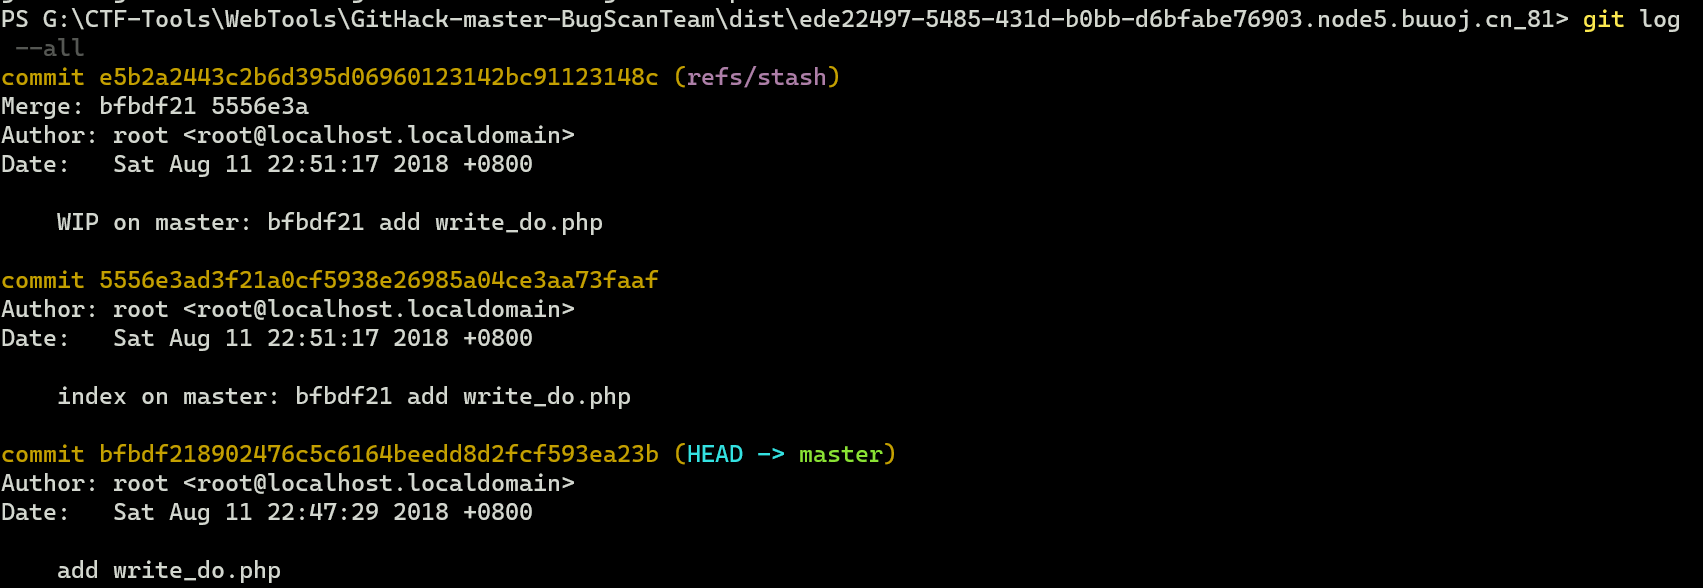 PS G:\CTF-Tools\WebTools\GitHack-master-BugScanTeam\dist\ede22497-5485-431d-b0bb-d6bfabe76903.node5.buuoj.cn_81> git log
--all
commit e5b2a2443c2b6d395d06960123142bc91123148c (refs/stash)
Merge: bfbdf21 5556e3a
Author: root <root@localhost.localdomain>
Date:   Sat Aug 11 22:51:17 2018 +0800
    WIP on master: bfbdf21 add write_do.php
commit 5556e3ad3f21a0cf5938e26985a04ce3aa73faaf
Author: root <root@localhost.localdomain>
Date:   Sat Aug 11 22:51:17 2018 +0800
    index on master: bfbdf21 add write_do.php
commit bfbdf218902476c5c6164beedd8d2fcf593ea23b (HEAD -> master)
Author: root <root@localhost.localdomain>
Date:   Sat Aug 11 22:47:29 2018 +0800
    add write_do.php